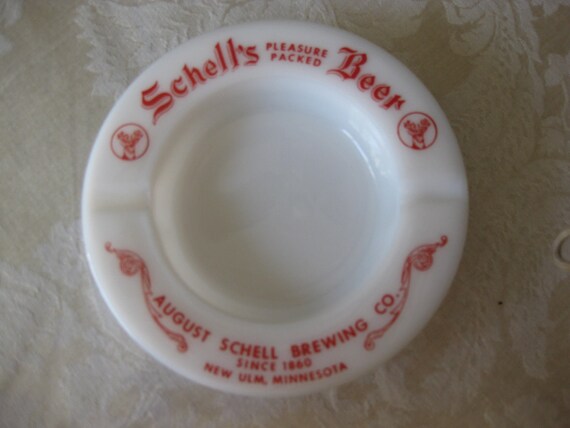 Schell's PLEASURE PACKED Beer
AUGUST SCHELL BREWING CO.
SINCE 1860
NEW ULM, MINNESOTA